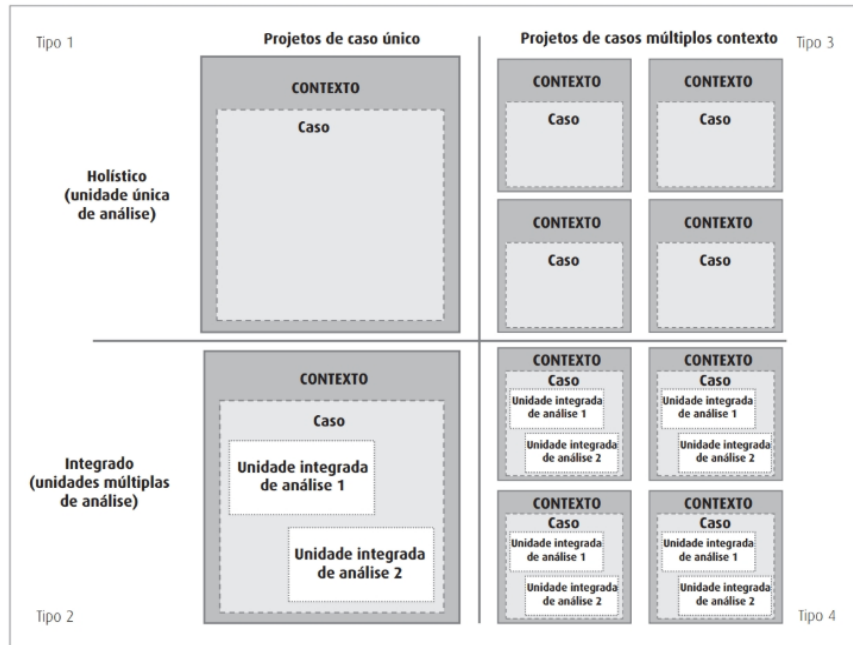 Tipo 1
Projetos de caso único
Projetos de casos múltiplos contexto
Tipo 3
Holístico
(unidade única
de análise)
CONTEXTO
Caso
CONTEXTO
Caso
CONTEXTO
Caso
CONTEXTO
Caso
CONTEXTO
Caso
Integrado
(unidades múltiplas
de análise)
CONTEXTO
Caso
Unidade integrada
de análise 1
Unidade integrada
de análise 2
CONTEXTO
Caso
Unidade integrada
de análise 1
Unidade integrada
de análise 2
CONTEXTO
Caso
Unidade integrada
de análise 1
Unidade integrada
de análise 2
CONTEXTO
Caso
Unidade integrada
de análise 1
Unidade integrada
de análise 2
CONTEXTO
Caso
Unidade integrada
de análise 1
Unidade integrada
de análise 2
Tipo 2
Tipo 4